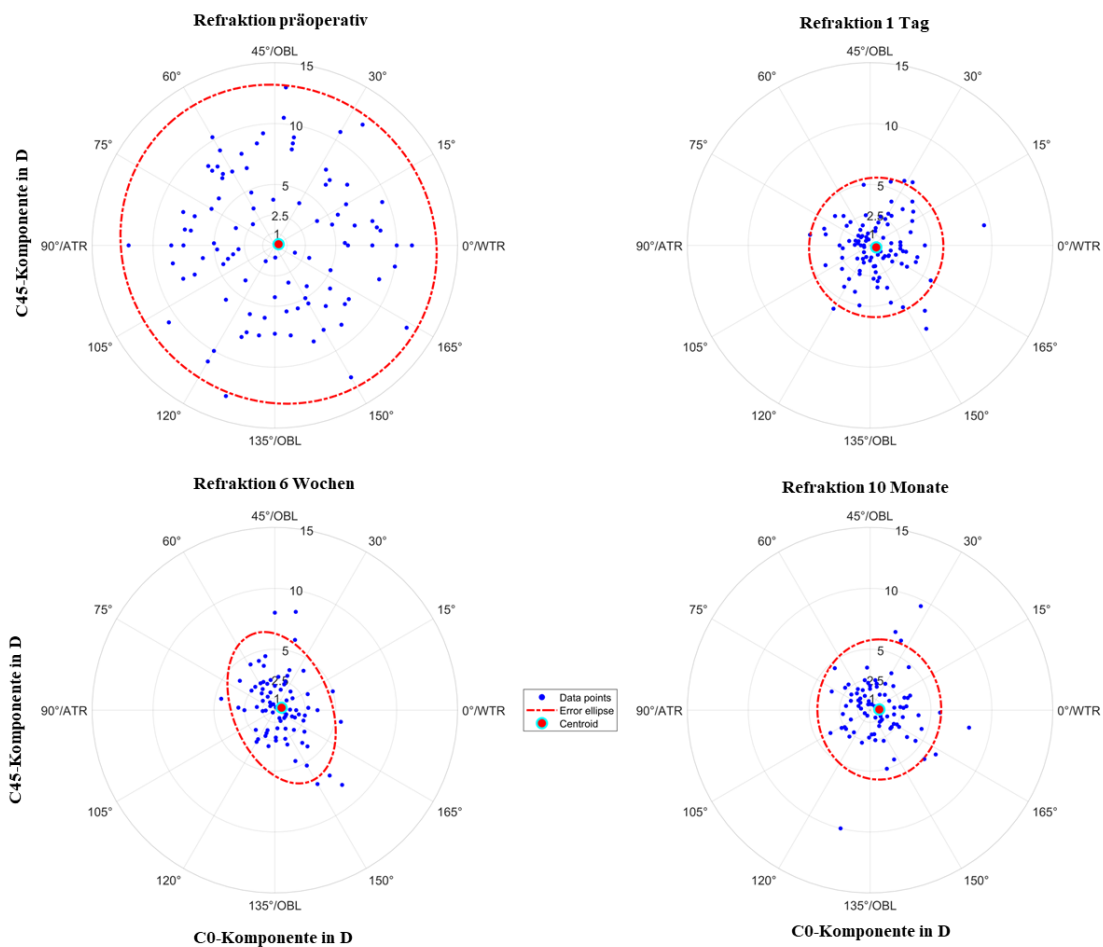 Refraktion präoperativ
45°/OBL
15
60°
30°
10
75°
15°
5
2.5
1
90°/ATR
0°/WTR
105°
165°
120°
150°
135°/OBL
C45-Komponente in D
Refraktion 1 Tag
45°/OBL
15
60°
30°
10
75°
15°
5
2.5
1
90°/ATR
0°/WTR
105°
165°
120°
150°
135°/OBL
Refraktion 6 Wochen
45°/OBL
15
60°
30°
10
75°
15°
5
2.5
1
90°/ATR
0°/WTR
105°
165°
120°
150°
135°/OBL
C45-Komponente in D
C0-Komponente in D
Data points
Error ellipse
Centroid
Refraktion 10 Monate
45°/OBL
15
60°
30°
10
75°
15°
5
2.5
1
90°/ATR
0°/WTR
105°
165°
120°
150°
135°/OBL
C0-Komponente in D